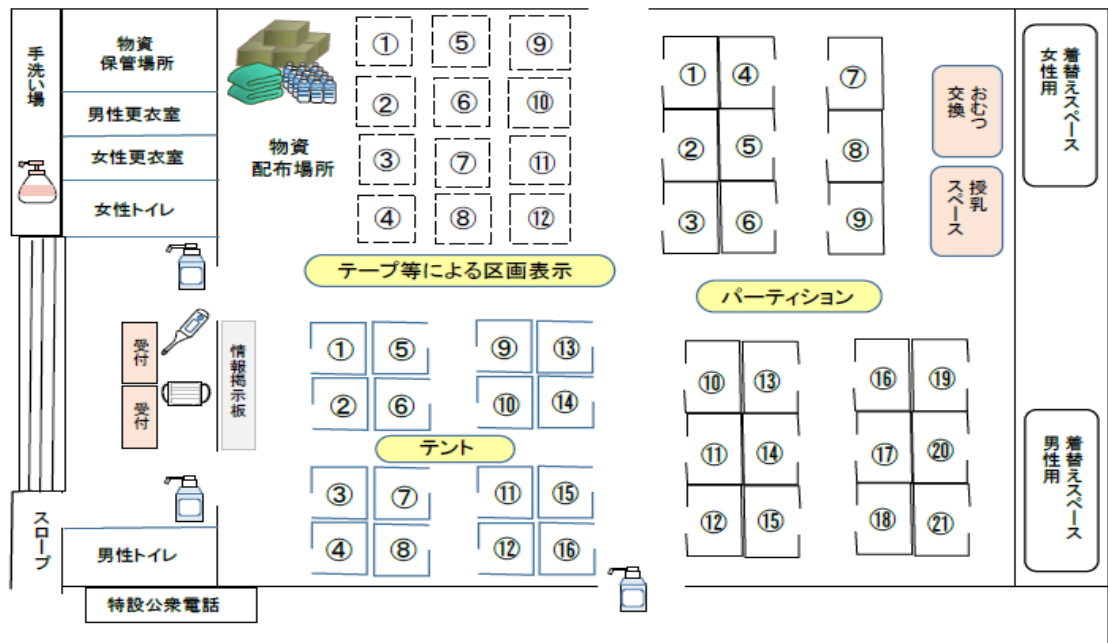 手洗い場
物資
保管場所
男性更衣室
女性更衣室
女性トイレ
物資
配布場所
① ⑤ ⑨
② ⑥ ⑩
③ ⑦ ⑪
④ ⑧ ⑫
テープ等による区画表示
① ④ ⑦
② ⑤ ⑧
③ ⑥ ⑨
おむつ
交換
授乳
スペース
着替えスペース
女性用
パーティション
受付
受付
情報掲示板
① ⑤ ⑨ ⑬
② ⑥ ⑩ ⑭
テント
③ ⑦ ⑪ ⑮
④ ⑧ ⑫ ⑯
⑩ ⑬ ⑯ ⑲
⑪ ⑭ ⑰ ⑳
⑫ ⑮ ⑱ ㉑
着替えスペース
男性用
スロープ
男性トイレ
特設公衆電話